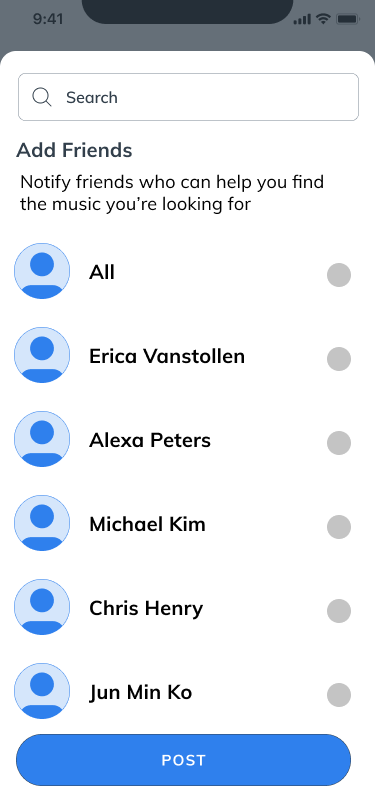 9:41
Search
Add Friends
Notify friends who can help you find
the music you’re looking for
All
Erica Vanstollen
Alexa Peters
Michael Kim
Chris Henry
Jun Min Ko
POST